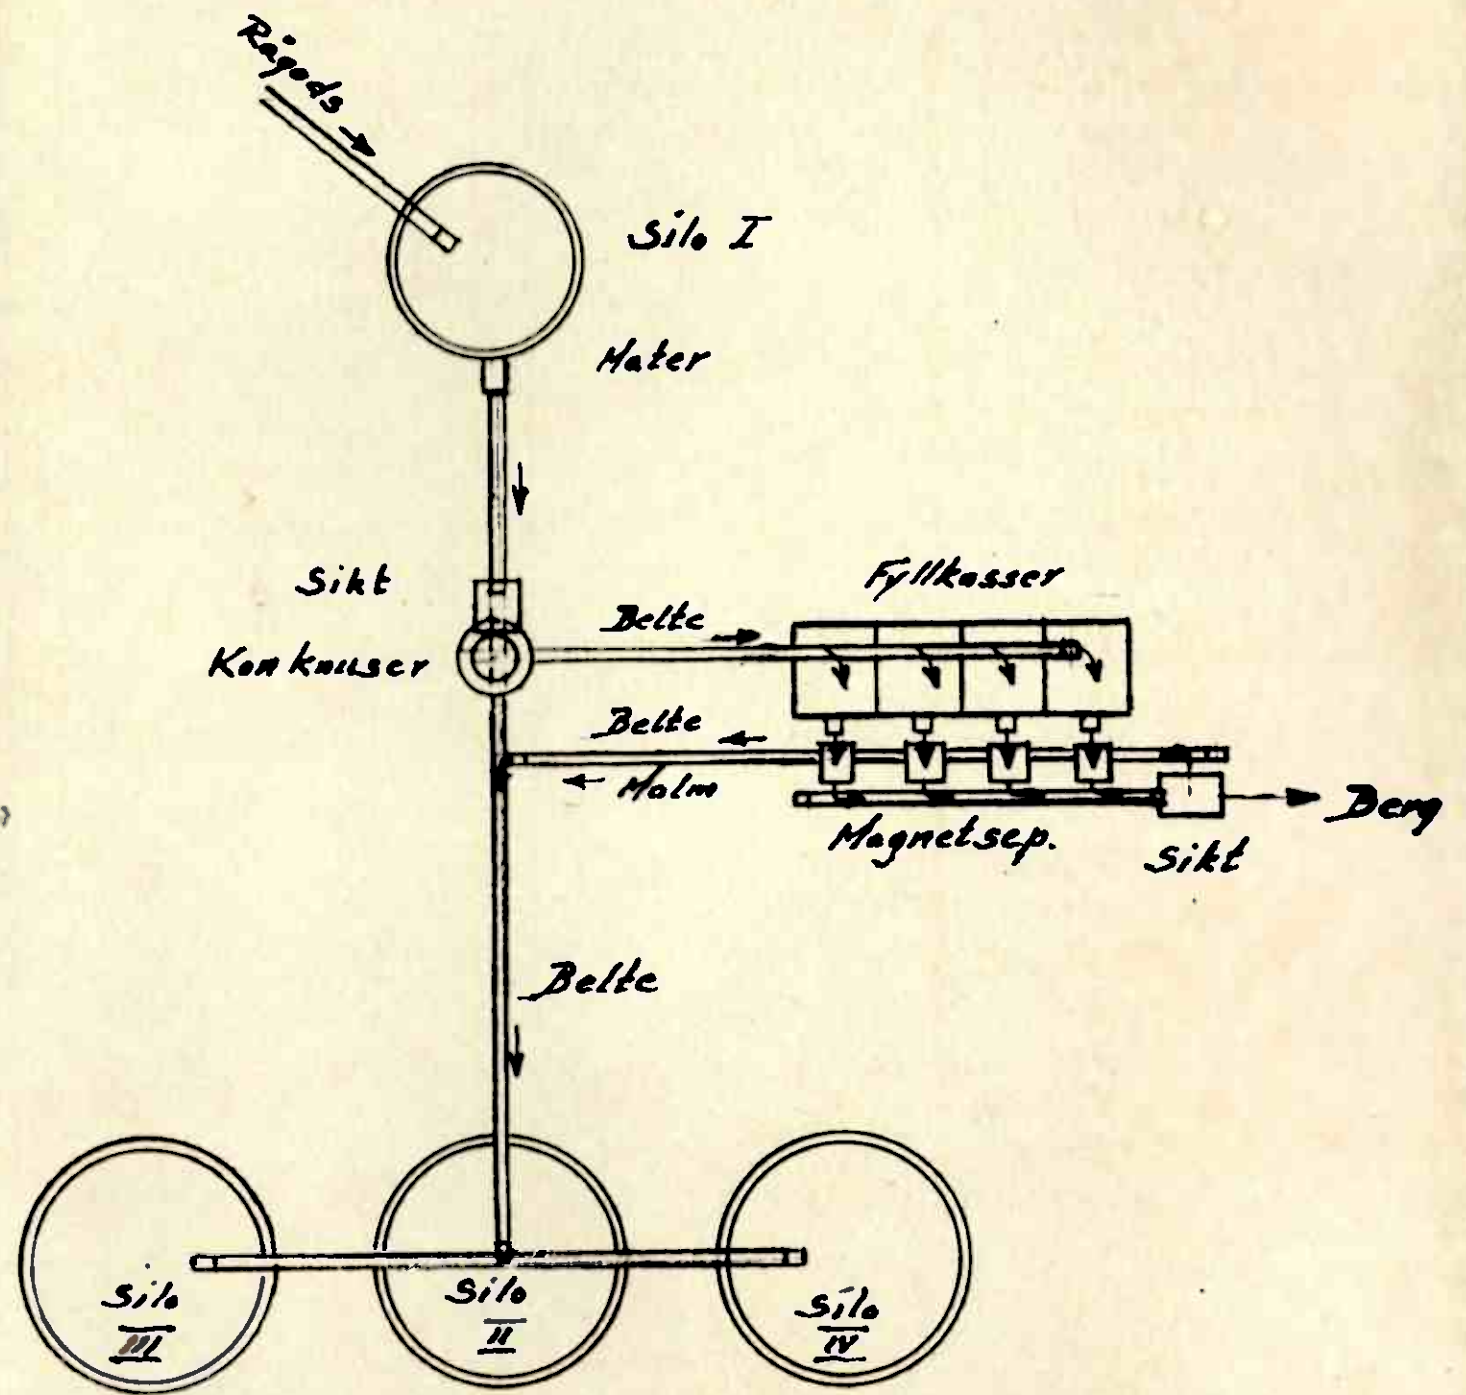 Rågods
Silo I
Mater
Sikt
Konknuser
Fyllkasser
Belte
Belte
Malm
Magnetsep.
Sikt
Berg
Belte
Silo
III
Silo
II
Silo
IV